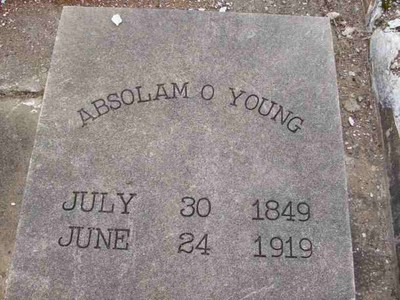 ABSOLAM O YOUNG
JULY 30 1849
JUNE 24 1919